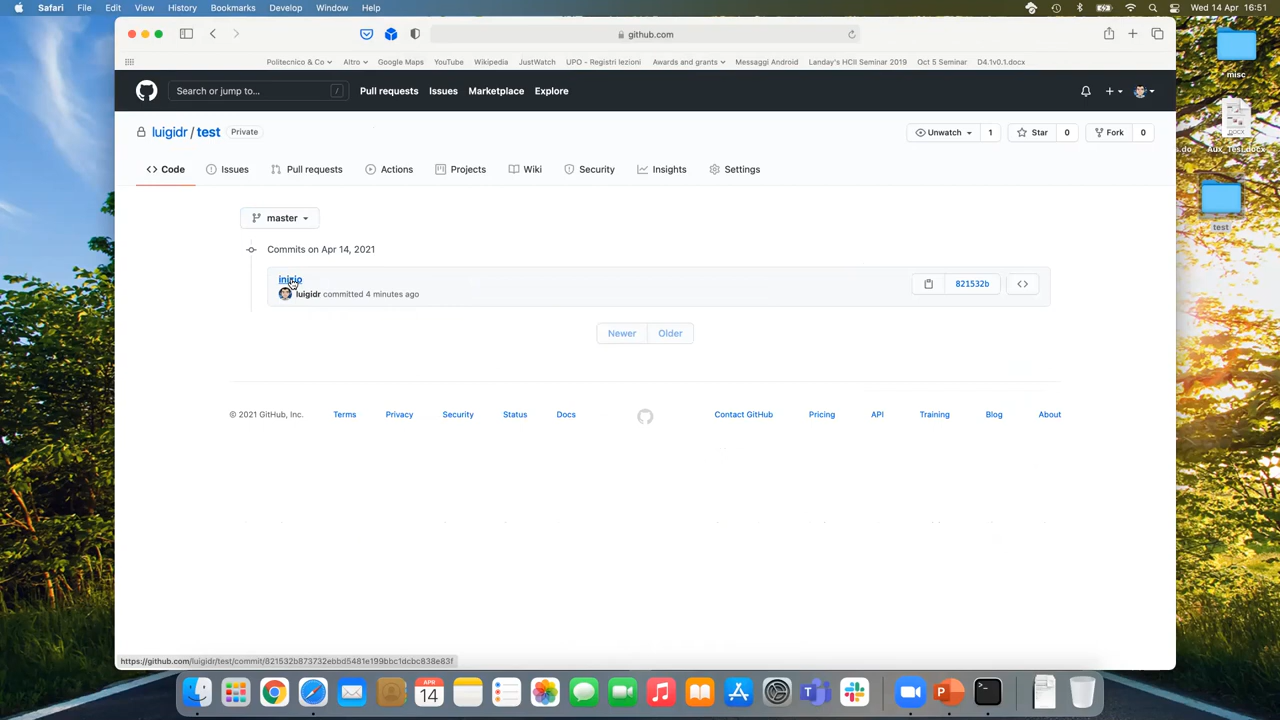 Safari File Edit View History Bookmarks Window Help
Wed 14 Apr 16:51
github.com
Politecnico & Co Altro Google Maps YouTube Wikipedia JustWatch UPO - Registri lezioni Awards and grants Messaggi Android Landay's HCII Seminar 2019 Oct 5 Seminar D4.1v0.1.docx
misc
Search or jump to... / Pull requests Issues Marketplace Explore
luigidr / test Private
Unwatch 1 Star 0 Fork 0
Aux_Test.docx
Code Issues Pull requests Actions Projects Wiki Security Insights Settings
test
master
Commits on Apr 14, 2021
luigidr committed 4 minutes ago
821532b
Newer Older
© 2021 GitHub, Inc. Terms Privacy Security Status Docs Contact GitHub Pricing API Training Blog About
https://github.com/luigidr/test/commit/821532b873732ebbd5481e199bbc1dcbc838e83f
APR
14